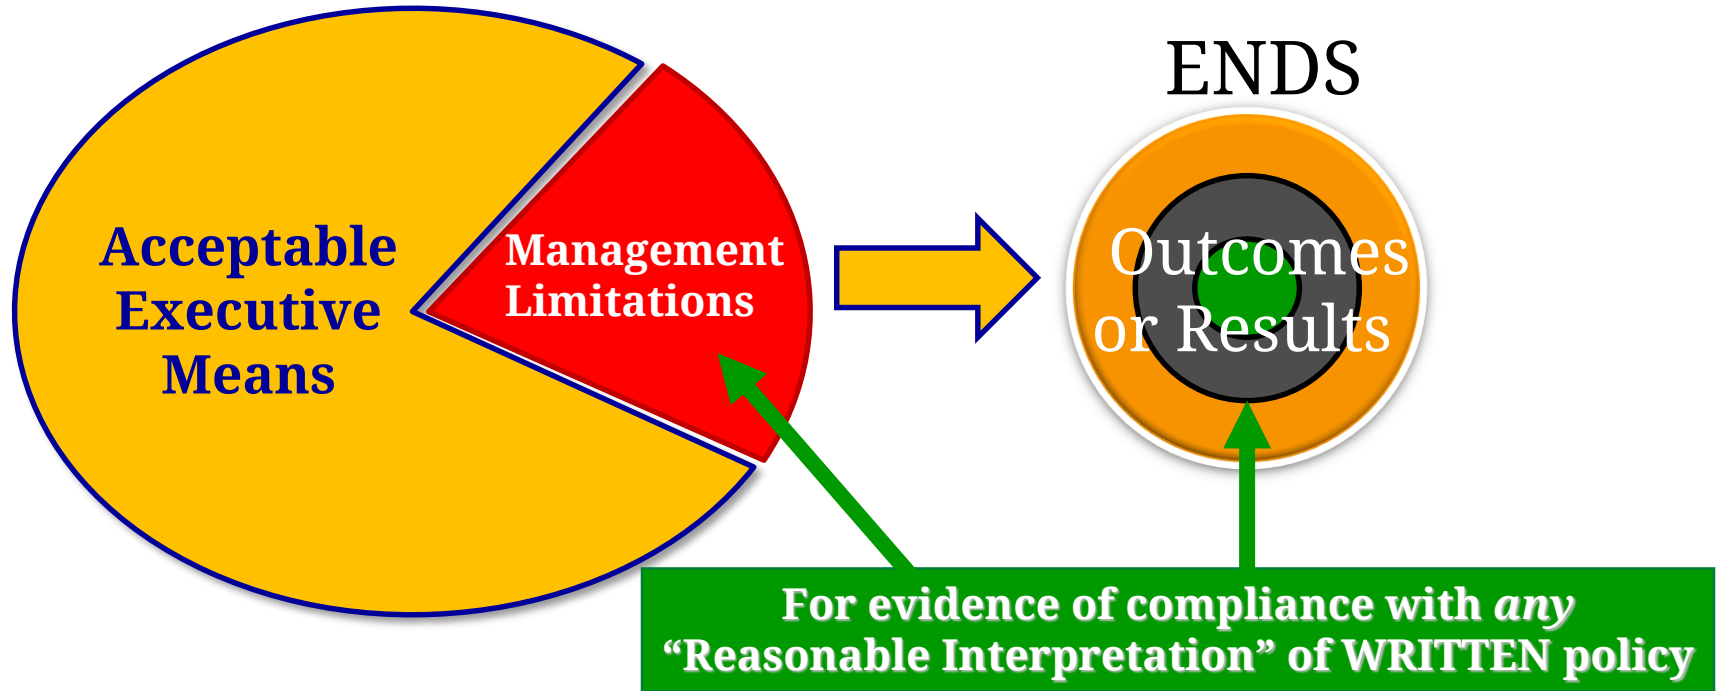 Acceptable
Executive
Means
Management
Limitations
ENDS
Outcomes
or Results
For evidence of compliance with any
“Reasonable Interpretation” of WRITTEN policy